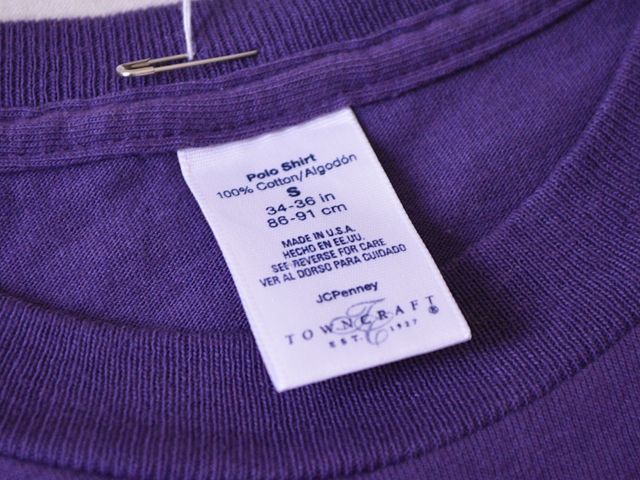 Polo Shirt
100% Cotton/Algodón
S
34-36 in
86-91 cm
MADE IN U.S.A.
HECHO EN EE.UU.
SEE REVERSE FOR CARE
VER AL DORSO PARA CUIDADO
JCPenney
TOWNCRAFT®
EST. 1927